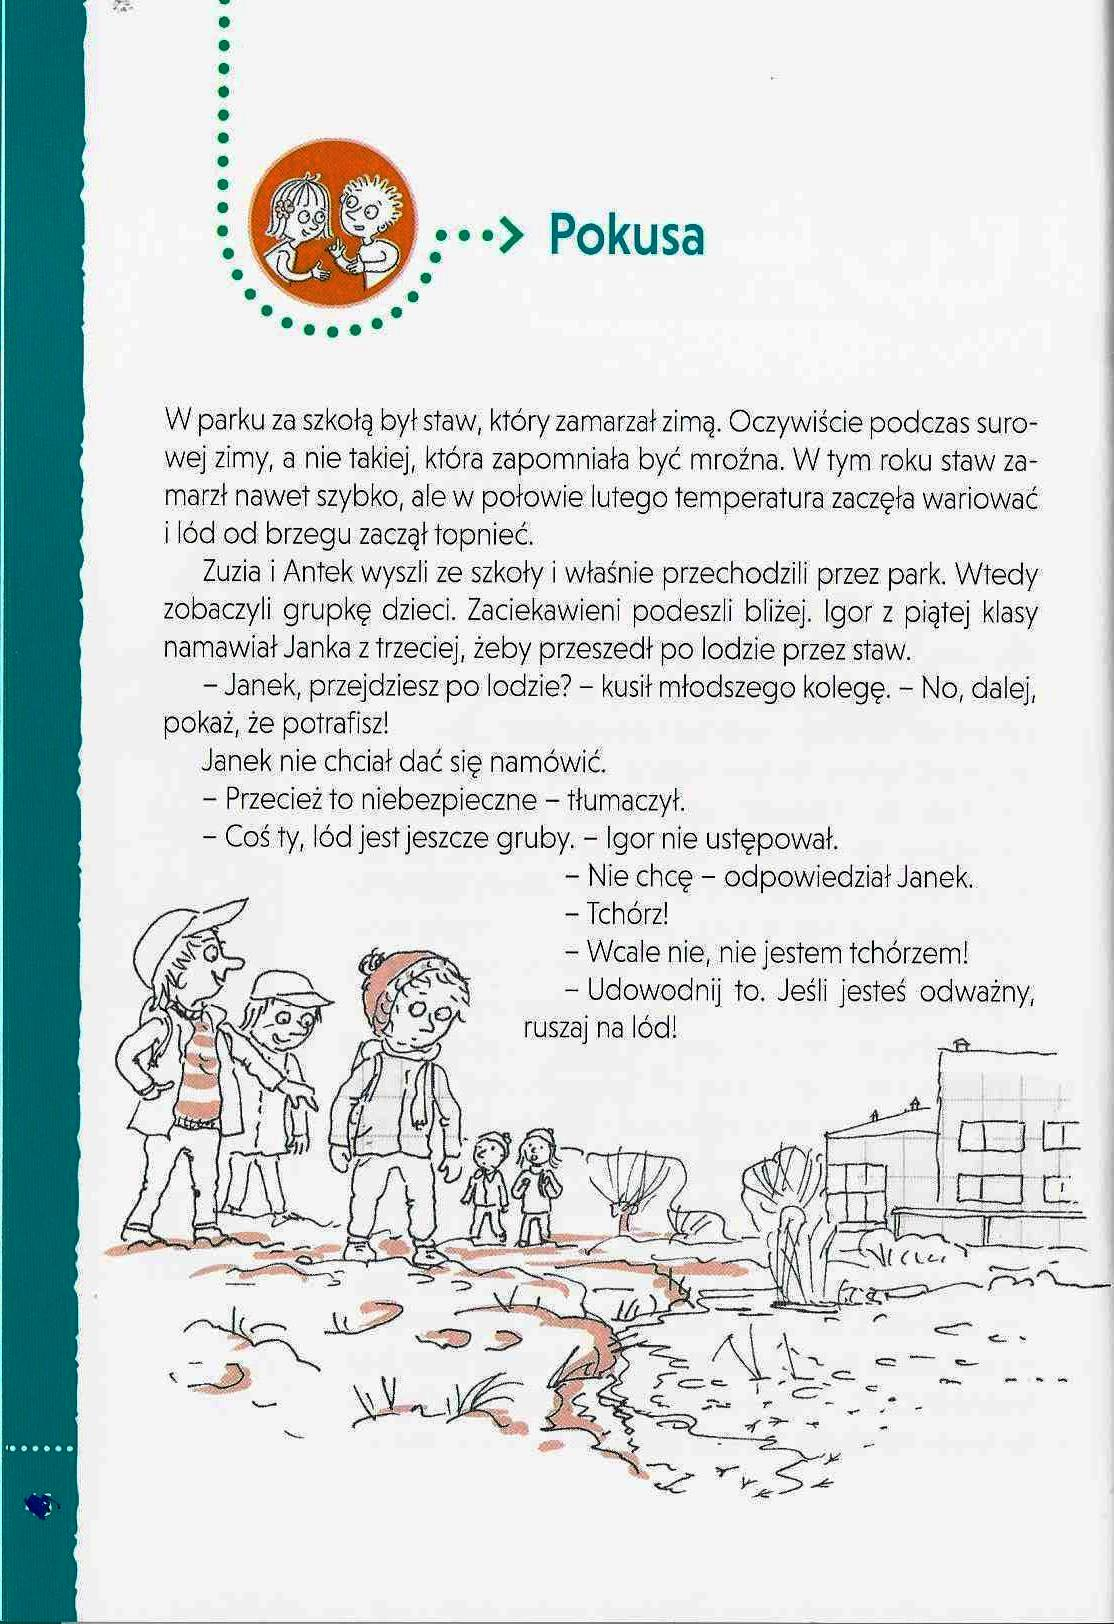 Pokusa
W parku za szkołą był staw, który zamarzał zimą. Oczywiście podczas suro-
wej zimy, a nie takiej, która zapomniała być mroźna. W tym roku staw za-
marzł nawet szybko, ale w połowie lutego temperatura zaczęła wariować
i lód od brzegu zaczął topnieć.
Zuzia i Antek wyszli ze szkoły i właśnie przechodzili przez park. Wtedy
zobaczyli grupkę dzieci. Zaciekawieni podeszli bliżej. Igor z piątej klasy
namawiał Janka z trzeciej, żeby przeszedł po lodzie przez staw.
– Janek, przejdziesz po lodzie? – kusił młodszego kolegę. – No, dalej,
pokaż, że potrafisz!
Janek nie chciał dać się namówić.
– Przecież to niebezpieczne – tłumaczył.
– Coś ty, lód jest jeszcze gruby. – Igor nie ustępował.
– Nie chcę – odpowiedział Janek.
– Tchórz!
– Wcale nie, nie jestem tchórzem!
– Udowodnij to. Jeśli jesteś odważny,
ruszaj na lód!